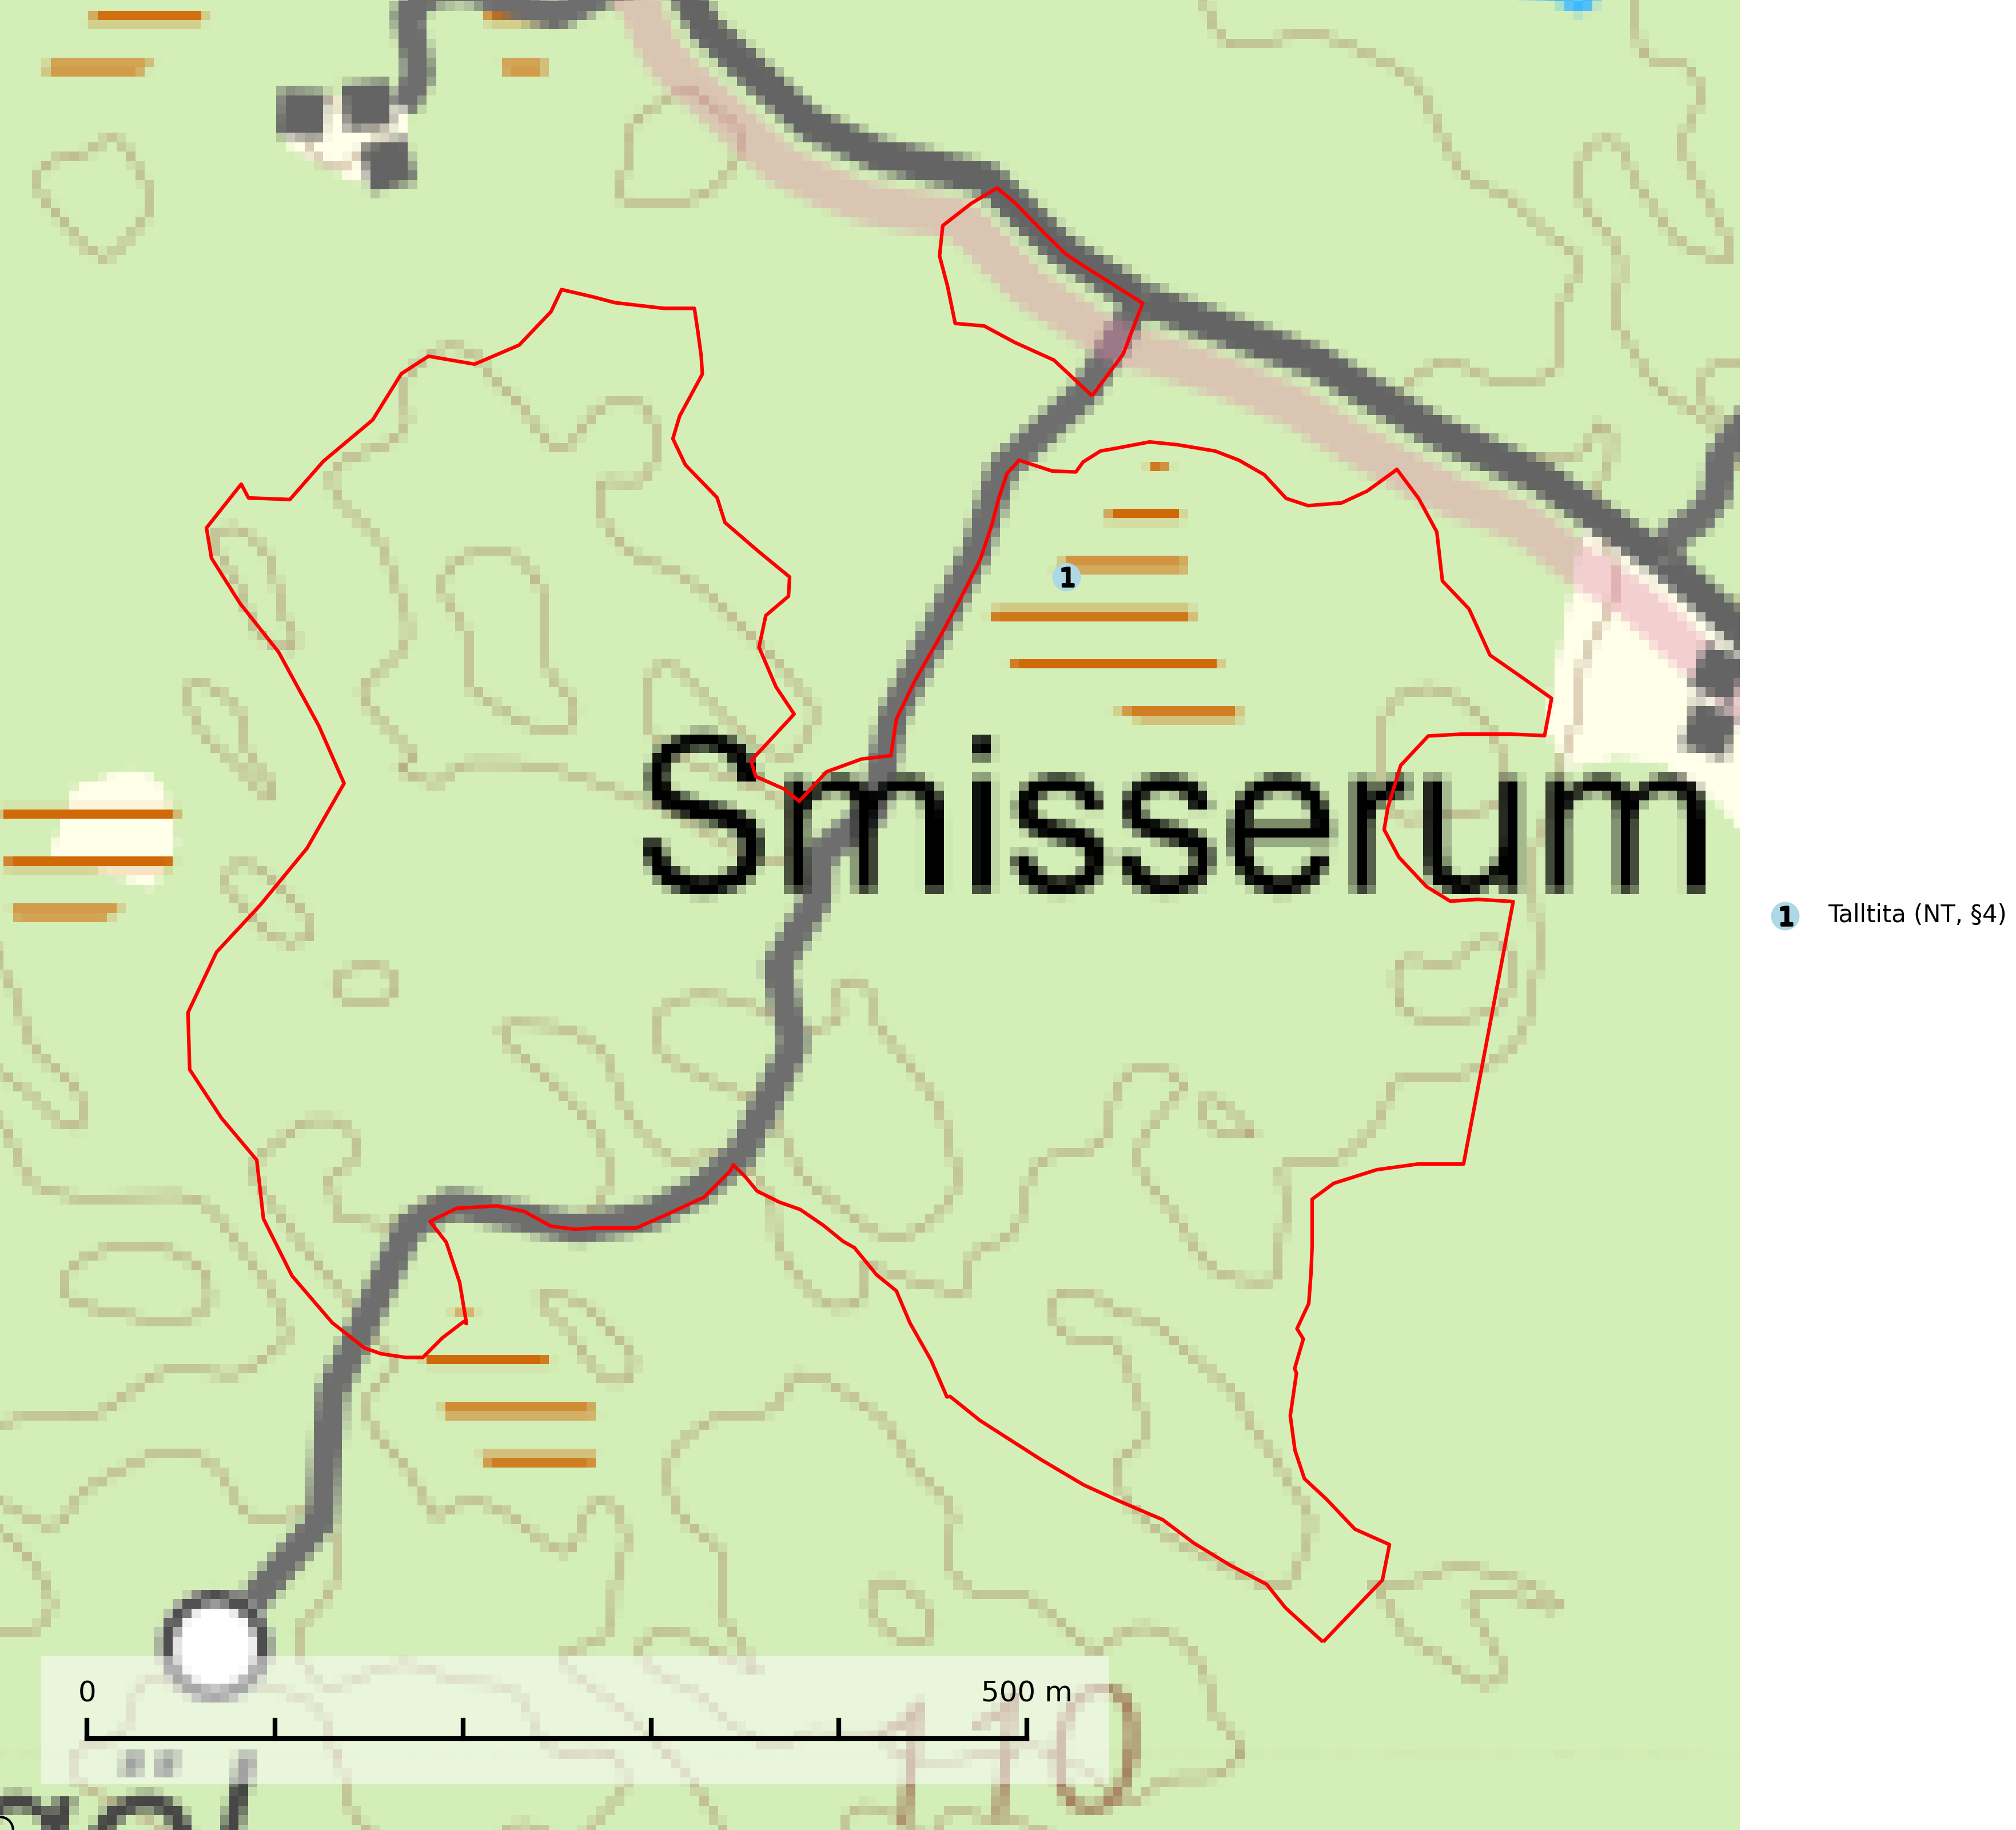 1
Smisserum
1 Talltita (NT, §4)
0 500 m
110